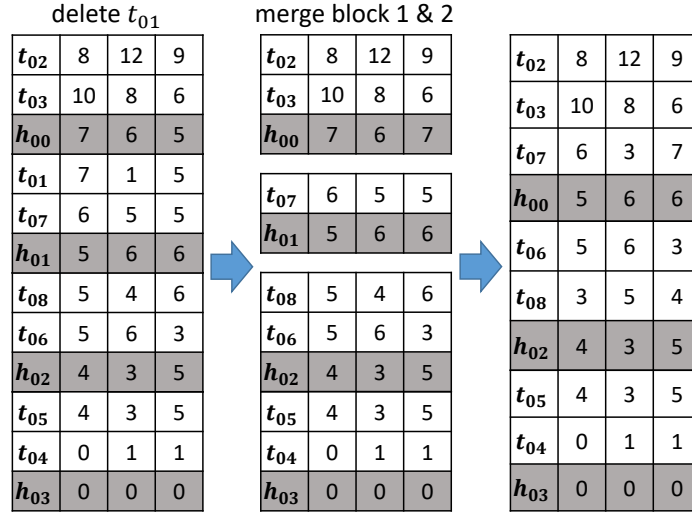 delete t01
t02 8 12 9
t03 10 8 6
h00 7 6 5
t01 7 1 5
t07 6 5 5
h01 5 6 6
t08 5 4 6
t06 5 6 3
h02 4 3 5
t05 4 3 5
t04 0 1 1
h03 0 0 0
merge block 1 & 2
t02 8 12 9
t03 10 8 6
h00 7 6 7
t07 6 5 5
h01 5 6 6
t08 5 4 6
t06 5 6 3
h02 4 3 5
t05 4 3 5
t04 0 1 1
h03 0 0 0
t02 8 12 9
t03 10 8 6
t07 6 3 7
h00 5 6 6
t06 5 6 3
t08 3 5 4
h02 4 3 5
t05 4 3 5
t04 0 1 1
h03 0 0 0